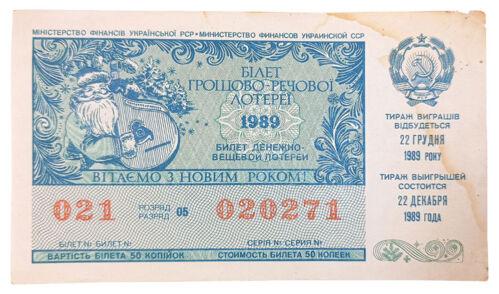 МІНІСТЕРСТВО ФІНАНСІВ УКРАЇНСЬКОЇ РСР • МИНИСТЕРСТВО ФИНАНСОВ УКРАИНСКОЙ ССР
БІЛЕТ
ГРОШОВО-РЕЧОВОЇ
ЛОТЕРЕЇ
1989
БИЛЕТ ДЕНЕЖНО-
ВЕЩЕВОЙ ЛОТЕРЕИ
ВІТАЄМО З НОВИМ РОКОМ!
021 РОЗРЯД РАЗРЯД 05 020271
БІЛЕТ № БИЛЕТ № СЕРІЯ № СЕРИЯ №
ВАРТІСТЬ БІЛЕТА 50 КОПІЙОК СТОИМОСТЬ БИЛЕТА 50 КОПЕЕК
ТИРАЖ ВИГРАШІВ
ВІДБУДЕТЬСЯ
22 ГРУДНЯ
1989 РОКУ
ТИРАЖ ВЫИГРЫШЕЙ
СОСТОИТСЯ
22 ДЕКАБРЯ
1989 ГОДА